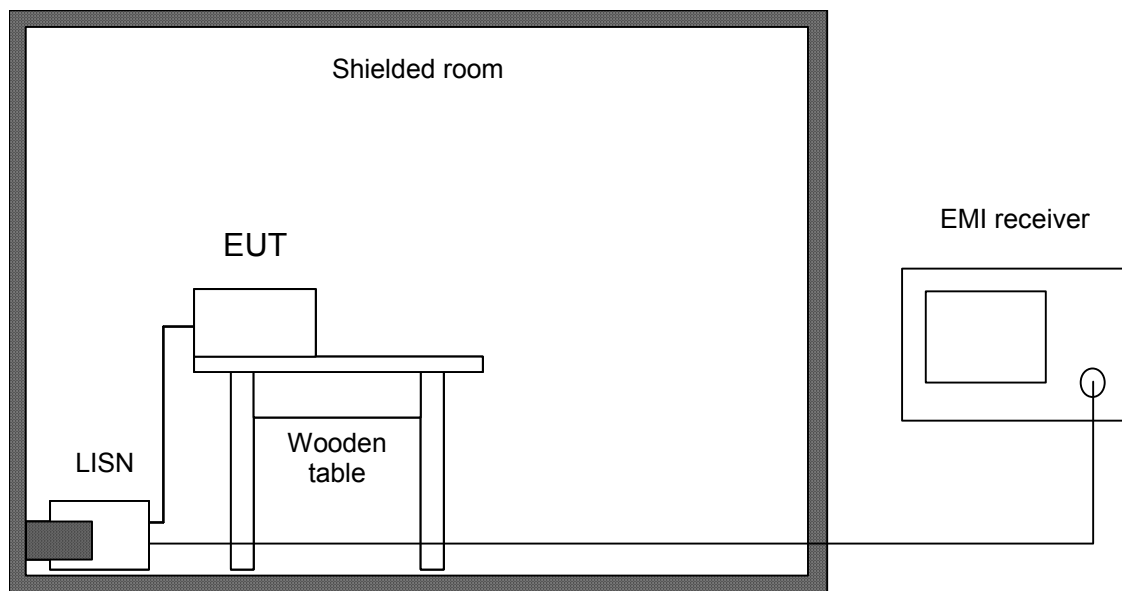 Shielded room
EMI receiver
EUT
Wooden
table
LISN